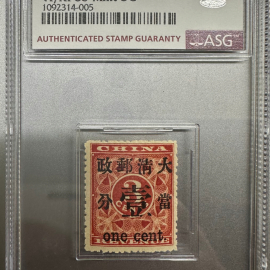 1092314-005
AUTHENTICATED STAMP GUARANTY
ASG
CHINA
大清郵政
當壹分
one cent.